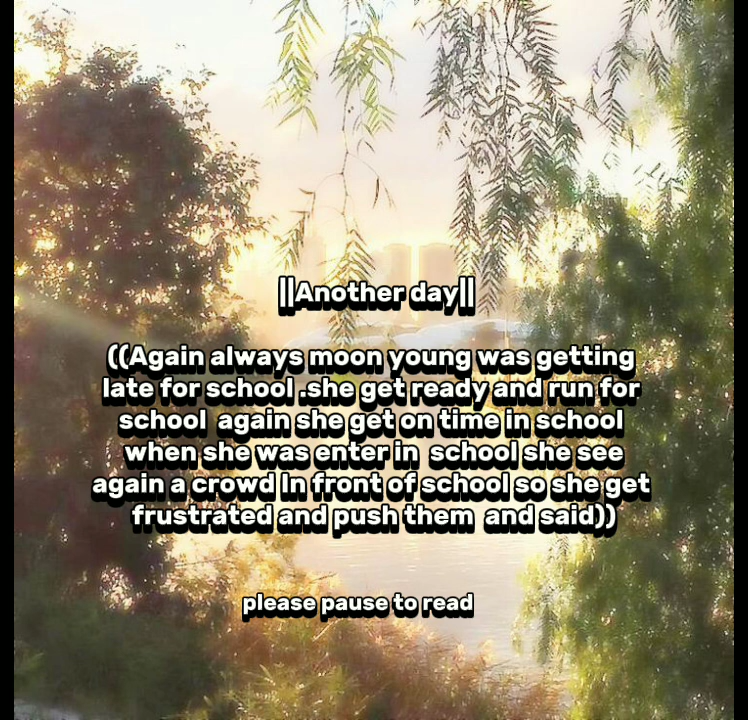 ||Another day||
((Again always moon young was getting
late for school .she get ready and run for
school again she get on time in school
when she was enter in school she see
again a crowd In front of school so she get
frustrated and push them and said))
please pause to read